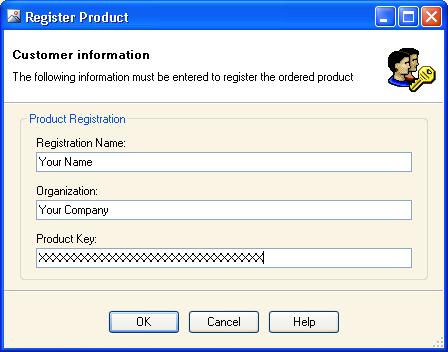 Register Product
Customer information
The following information must be entered to register the ordered product
Product Registration
Registration Name:
Your Name
Organization:
Your Company
Product Key:
XXXXXXXXXXXXXXXXXXXXXXXXXXXXX
OK Cancel Help